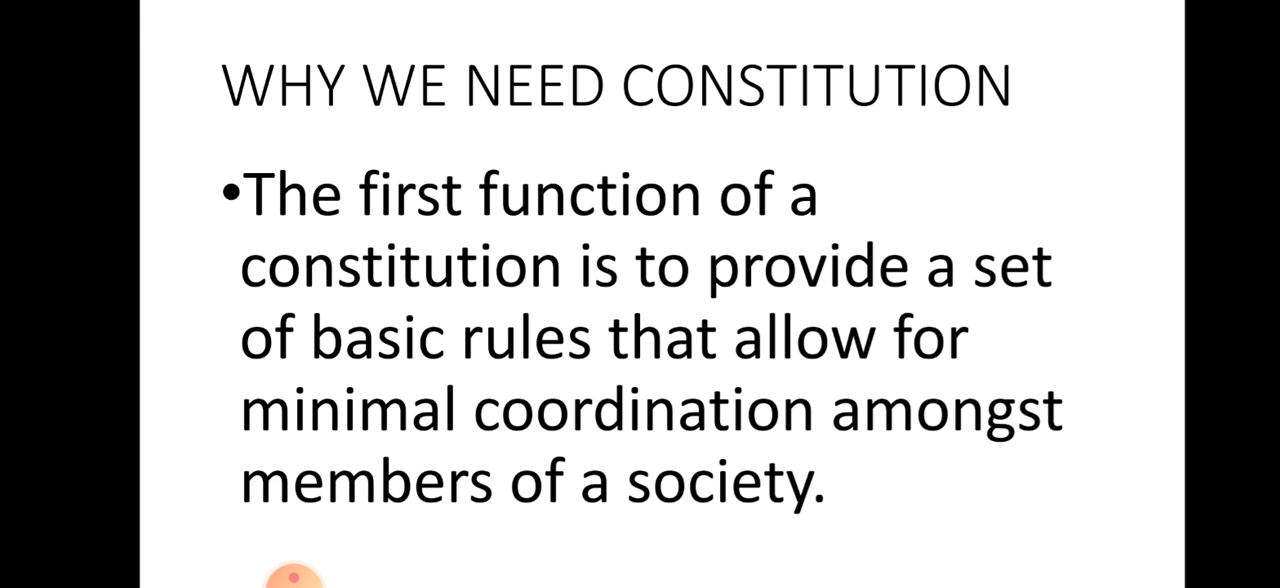 WHY WE NEED CONSTITUTION
•The first function of a
constitution is to provide a set
of basic rules that allow for
minimal coordination amongst
members of a society.